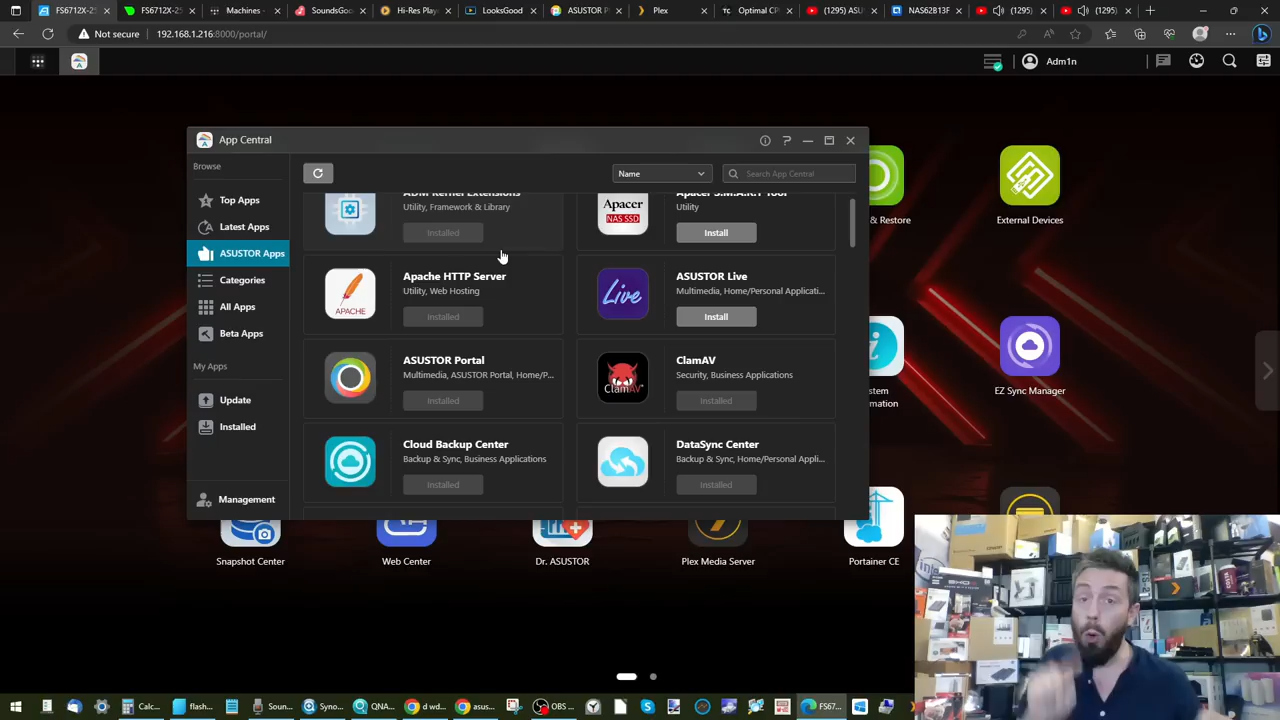 FS6712X-25
FS6712X-25
Machines -
SoundsGoo
Hi-Res Play
LooksGood
ASUSTOR P
Plex
Optimal CP
(1295) ASU
NAS62B13F
(1295)
(1295)
Not secure
192.168.1.216:8000/portal/
Adm1n
App Central
Browse
Top Apps
Latest Apps
ASUSTOR Apps
Categories
All Apps
Beta Apps
My Apps
Update
Installed
Management
Name
Search App Central
ADM Kernel Extensions
Utility, Framework & Library
Installed
Apacer
NAS SSD
Apacer S.M.A.R.T Tool
Utility
Install
APACHE
Apache HTTP Server
Utility, Web Hosting
Installed
Live
ASUSTOR Live
Multimedia, Home/Personal Applicati...
Install
ASUSTOR Portal
Multimedia, ASUSTOR Portal, Home/P...
Installed
ClamAV
ClamAV
Security, Business Applications
Installed
Cloud Backup Center
Backup & Sync, Business Applications
Installed
DataSync Center
Backup & Sync, Home/Personal Appli...
Installed
& Restore
External Devices
EZ Sync Manager
Snapshot Center
Web Center
Dr. ASUSTOR
Plex Media Server
Portainer CE
Calc...
flash...
Soun...
Syno...
QNA...
d wd...
asus...
OBS ...
FS67...